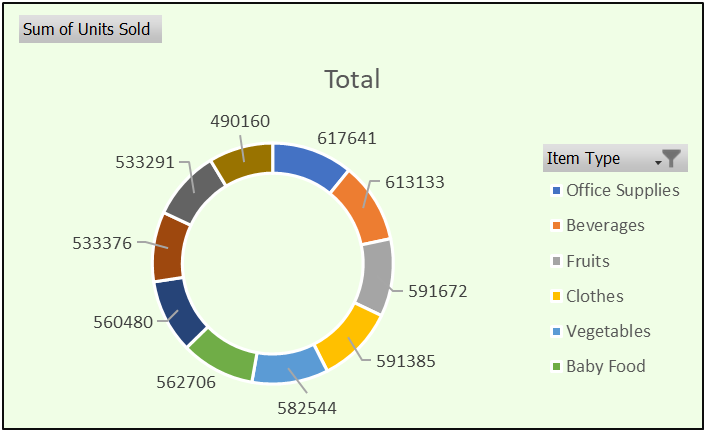 Sum of Units Sold
Total
490160
617641
533291
613133
533376
591672
560480
591385
562706
582544
Item Type
Office Supplies
Beverages
Fruits
Clothes
Vegetables
Baby Food